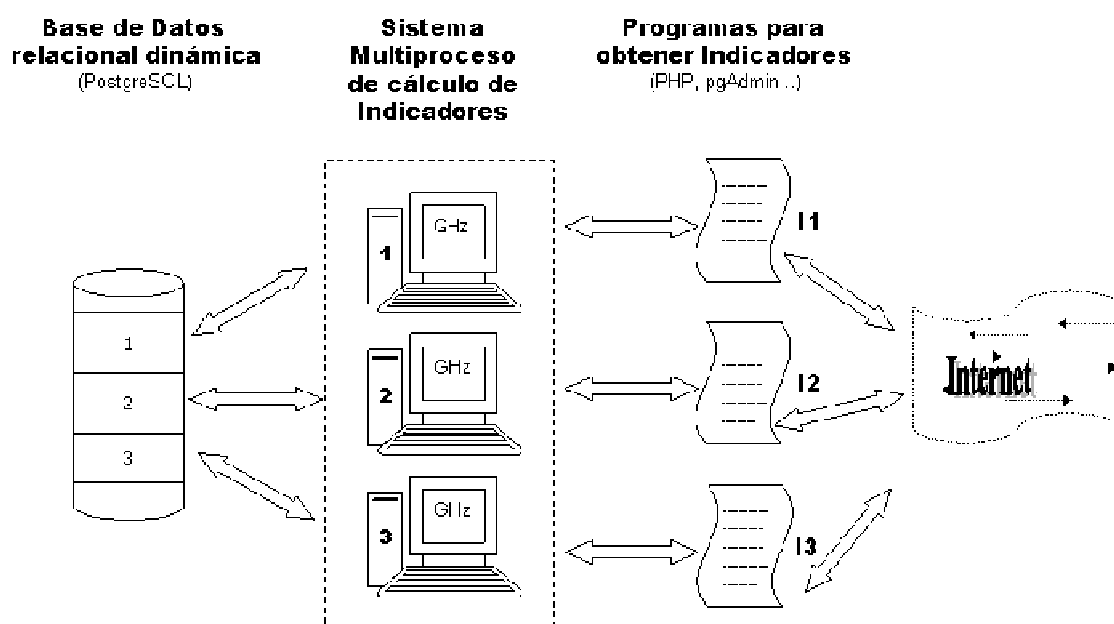 Base de Datos
relacional dinámica
(PostgreSCL)
Sistema
Multiproceso
de cálculo de
Indicadores
Programas para
obtener Indicadores
(PHP, pgAdmin...)
1
2
3
1
GHz
2
GHz
3
GHz
I1
I2
I3
Internet